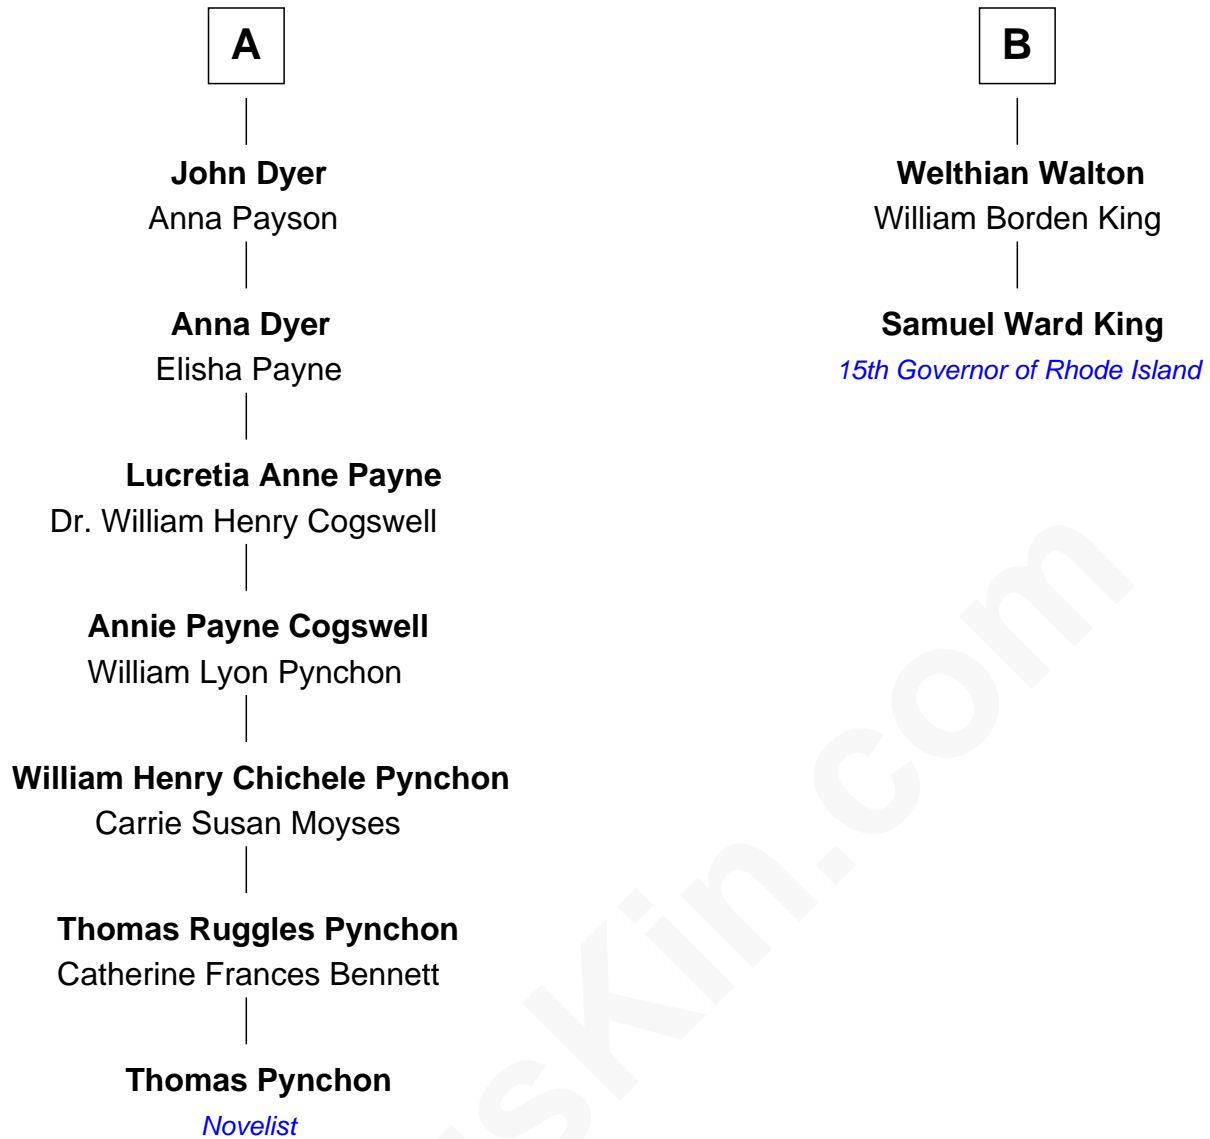 A
John Dyer
Anna Payson
Anna Dyer
Elisha Payne
Lucretia Anne Payne
Dr. William Henry Cogswell
Annie Payne Cogswell
William Lyon Pynchon
William Henry Chichele Pynchon
Carrie Susan Moyses
Thomas Ruggles Pynchon
Catherine Frances Bennett
Thomas Pynchon
Novelist
B
Welthian Walton
William Borden King
Samuel Ward King
15th Governor of Rhode Island
sKin.com